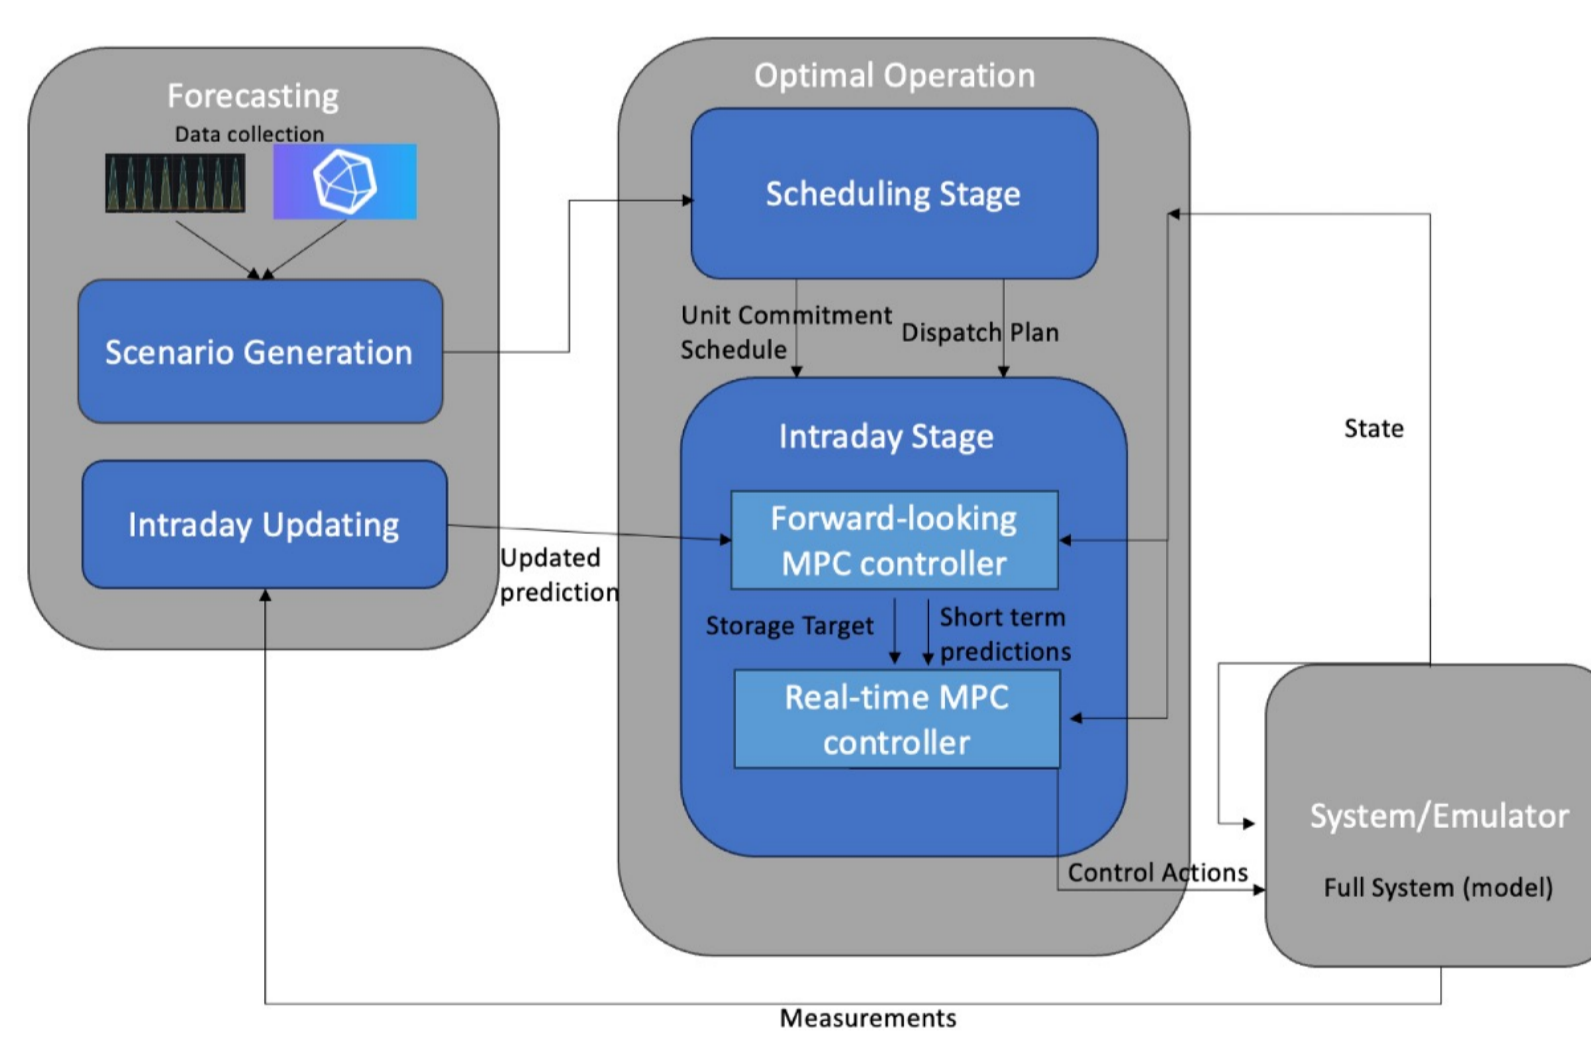 Forecasting
Data collection
Scenario Generation
Intraday Updating
Updated
prediction
Optimal Operation
Scheduling Stage
Unit Commitment
Schedule
Dispatch Plan
Intraday Stage
Forward-looking
MPC controller
Storage Target
Short term
predictions
Real-time MPC
controller
Control Actions
State
System/Emulator
Full System (model)
Measurements